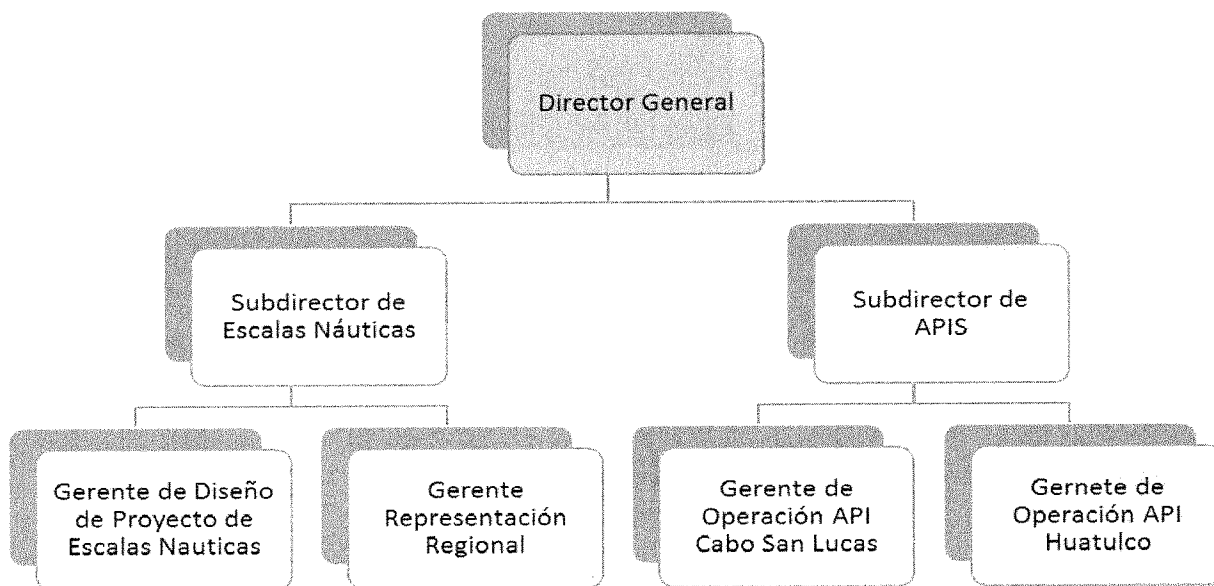 Director General
Subdirector de
Escalas Náuticas
Subdirector de
APIS
Gerente de Diseño
de Proyecto de
Escalas Nauticas
Gerente
Representación
Regional
Gerente de
Operación API
Cabo San Lucas
Gernete de
Operación API
Huatulco